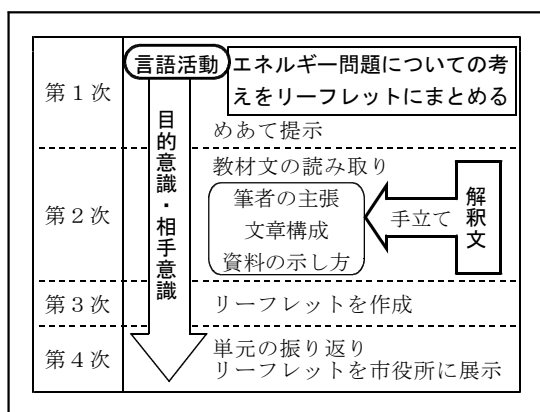 言語活動
エネルギー問題についての考
えをリーフレットにまとめる
第1次
めあて提示
目的意識・相手意識
教材文の読み取り
第2次
筆者の主張
文章構成
資料の示し方
手立て
解釈文
第3次
リーフレットを作成
第4次
単元の振り返り
リーフレットを市役所に展示